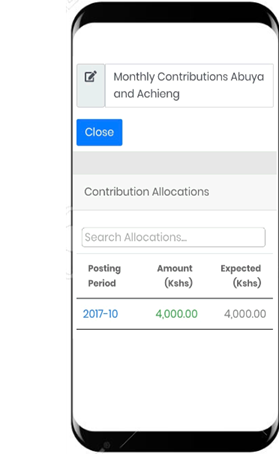 Monthly Contributions Abuya
and Achieng
Close
Contribution Allocations
Search Allocations...
Posting Period
Amount (Kshs)
Expected (Kshs)
2017-10
4,000.00
4,000.00